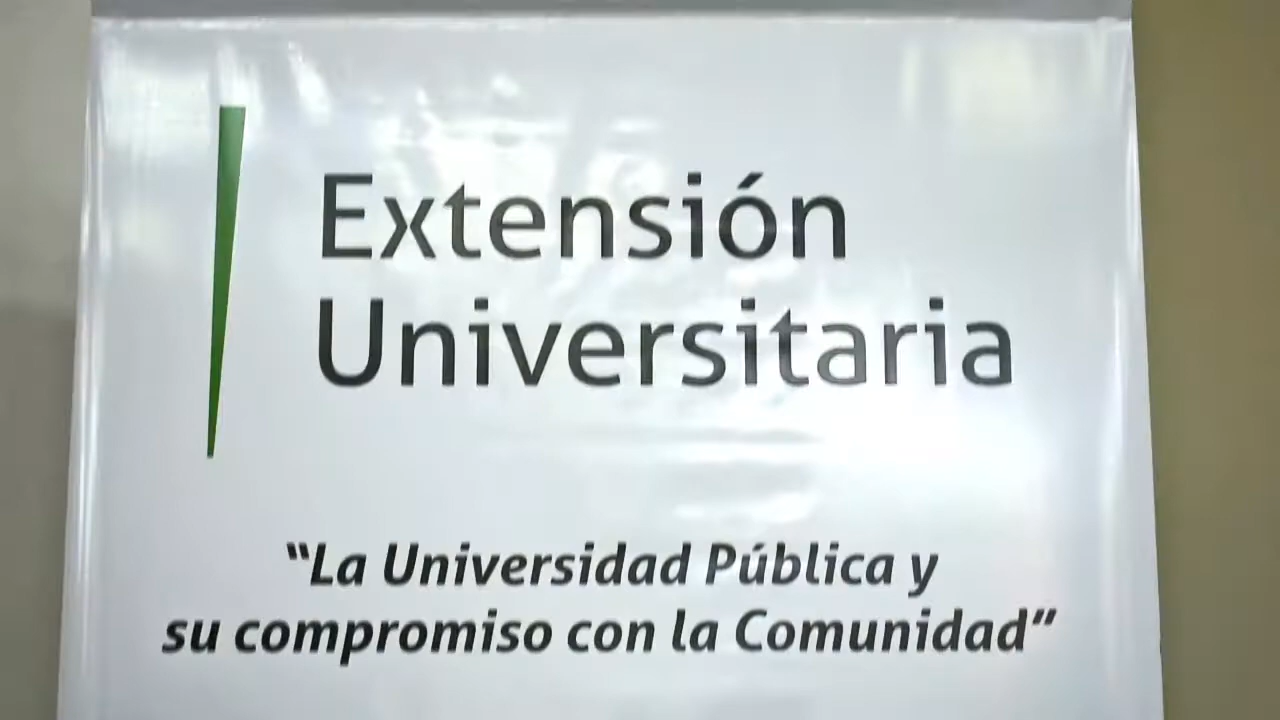 Extensión
Universitaria
“La Universidad Pública y
su compromiso con la Comunidad”